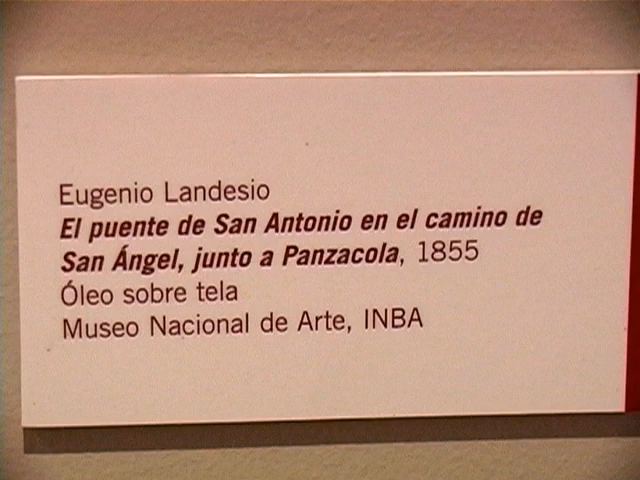 Eugenio Landesio
El puente de San Antonio en el camino de
San Ángel, junto a Panzacola, 1855
Óleo sobre tela
Museo Nacional de Arte, INBA